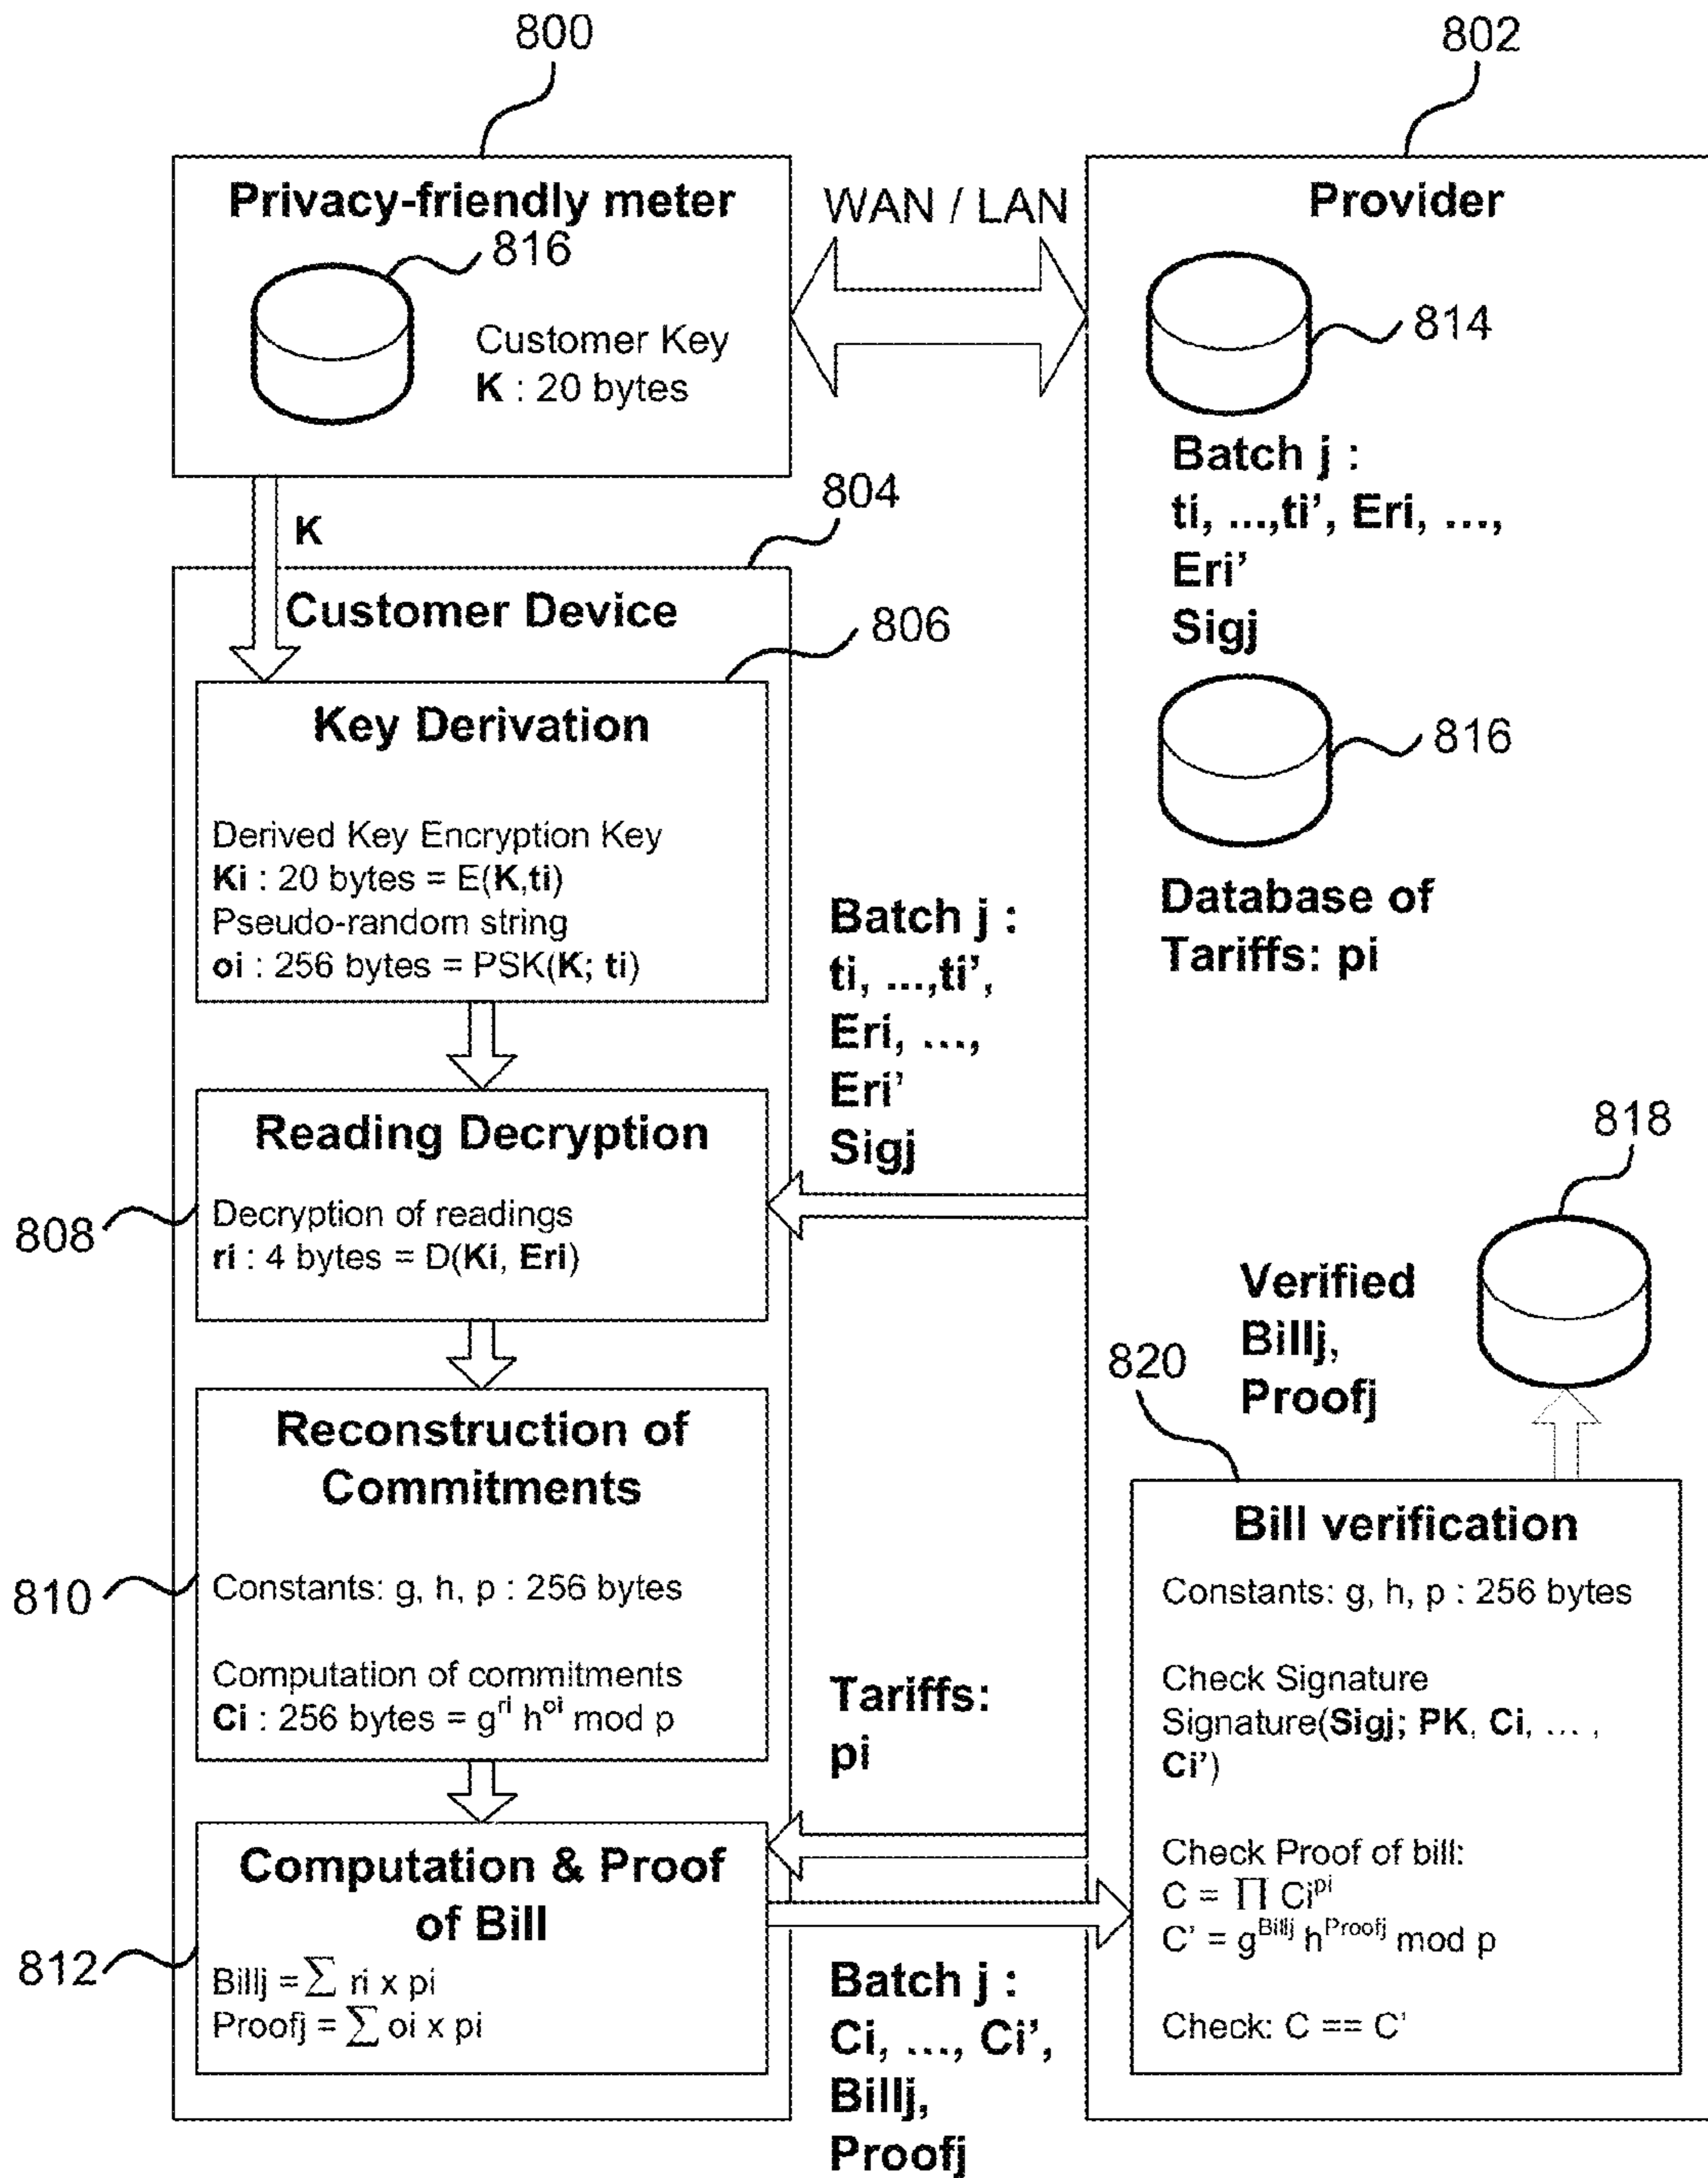 800
802
Privacy-friendly meter
816
Customer Key
K : 20 bytes
WAN / LAN
Provider
814
Batch j :
ti, ...,ti’, Eri, ...,
Eri’
Sigj
816
Database of
Tariffs: pi
K
804
Customer Device
806
Key Derivation
Derived Key Encryption Key
Ki : 20 bytes = E(K,ti)
Pseudo-random string
oi : 256 bytes = PSK(K; ti)
Batch j :
ti, ...,ti’,
Eri, ...,
Eri’
Sigj
Reading Decryption
808
Decryption of readings
ri : 4 bytes = D(Ki, Eri)
818
Verified
Billj,
Proofj
820
Reconstruction of
Commitments
810
Constants: g, h, p : 256 bytes
Computation of commitments
Ci : 256 bytes = g^ri h^oi mod p
Tariffs:
pi
Bill verification
Constants: g, h, p : 256 bytes
Check Signature
Signature(Sigj; PK, Ci, ... ,
Ci’)
Check Proof of bill:
C = ∏ Ci^pi
C’ = g^Billj h^Proofj mod p
Check: C == C’
Computation & Proof
of Bill
812
Billj = ∑ ri x pi
Proofj = ∑ oi x pi
Batch j :
Ci, ..., Ci’,
Billj,
Proofj